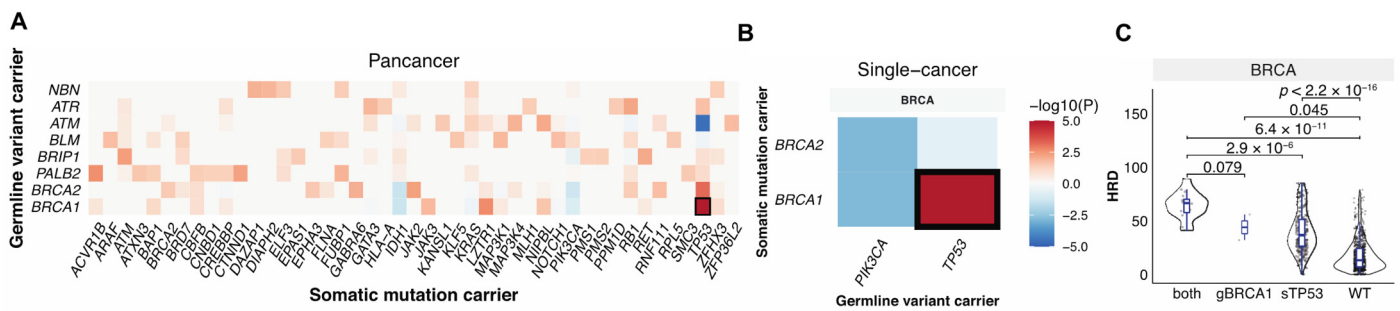 A
Pancancer
Germline variant carrier
NBN
ATR
ATM
BLM
BRIP1
PALB2
BRCA2
BRCA1
ACVR1B
ARAF
ATM
ATXN3
BAP1
BRCA2
BRD7
CBFB
CNBD1
CREBBP
CTNND1
DAZAP1
DIAPH2
EIF3
EPAS1
EPHA3
FLNA
FUBP1
GABRA6
GATA3
HLA−A
IDH1
JAK2
JAK3
KANSL1
KLF5
KRAS
LZTR1
MAP3K1
MAP3K4
MLH1
NIPBL
NOTCH1
PIK3CA
PMS1
PMS2
PPM1D
RB1
RET
RNF111
RPL5
SMC3
TP53
ZFHX3
ZFP36L2
Somatic mutation carrier
B
Single−cancer
BRCA
Somatic mutation carrier
BRCA2
BRCA1
PIK3CA
TP53
Germline variant carrier
−log10(P)
5.0
2.5
0.0
−2.5
−5.0
C
BRCA
p < 2.2 × 10⁻¹⁶
0.045
6.4 × 10⁻¹¹
2.9 × 10⁻⁶
0.079
HRD
150
100
50
0
both
gBRCA1
sTP53
WT